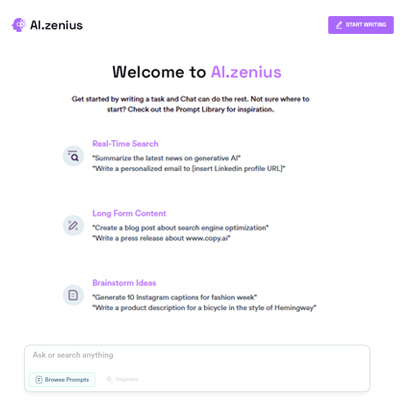 AI.zenius
START WRITING
Welcome to AI.zenius
Get started by writing a task and Chat can do the rest. Not sure where to
start? Check out the Prompt Library for inspiration.
Real-Time Search
"Summarize the latest news on generative AI"
"Write a personalized email to [insert Linkedin profile URL]"
Long Form Content
"Create a blog post about search engine optimization"
"Write a press release about www.copy.ai"
Brainstorm Ideas
"Generate 10 Instagram captions for fashion week"
"Write a product description for a bicycle in the style of Hemingway"
Ask or search anything
Browse Prompts
Improve